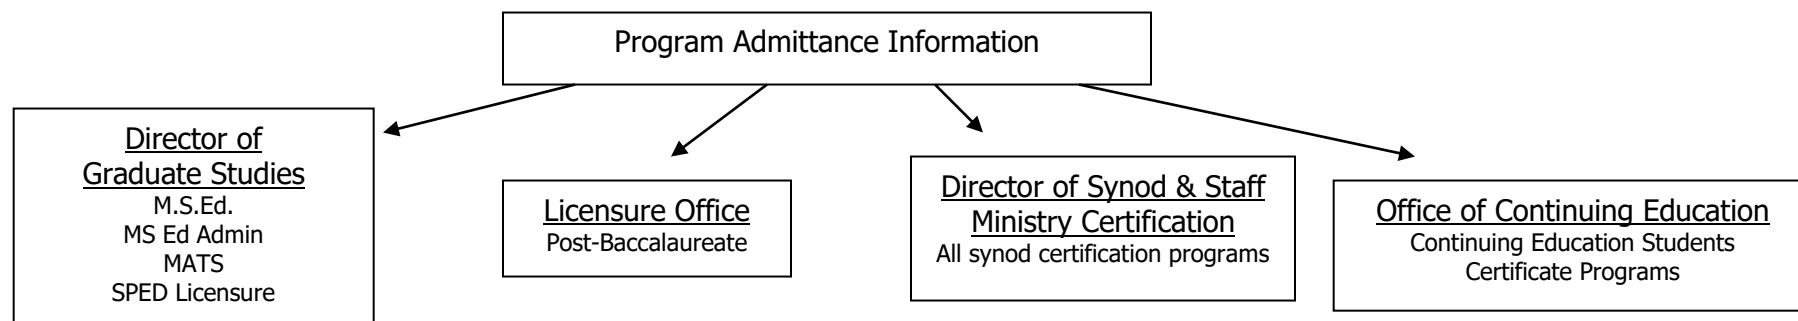 Program Admittance Information
Director of
Graduate Studies
M.S.Ed.
MS Ed Admin
MATS
SPED Licensure
Licensure Office
Post-Baccalaureate
Director of Synod & Staff
Ministry Certification
All synod certification programs
Office of Continuing Education
Continuing Education Students
Certificate Programs